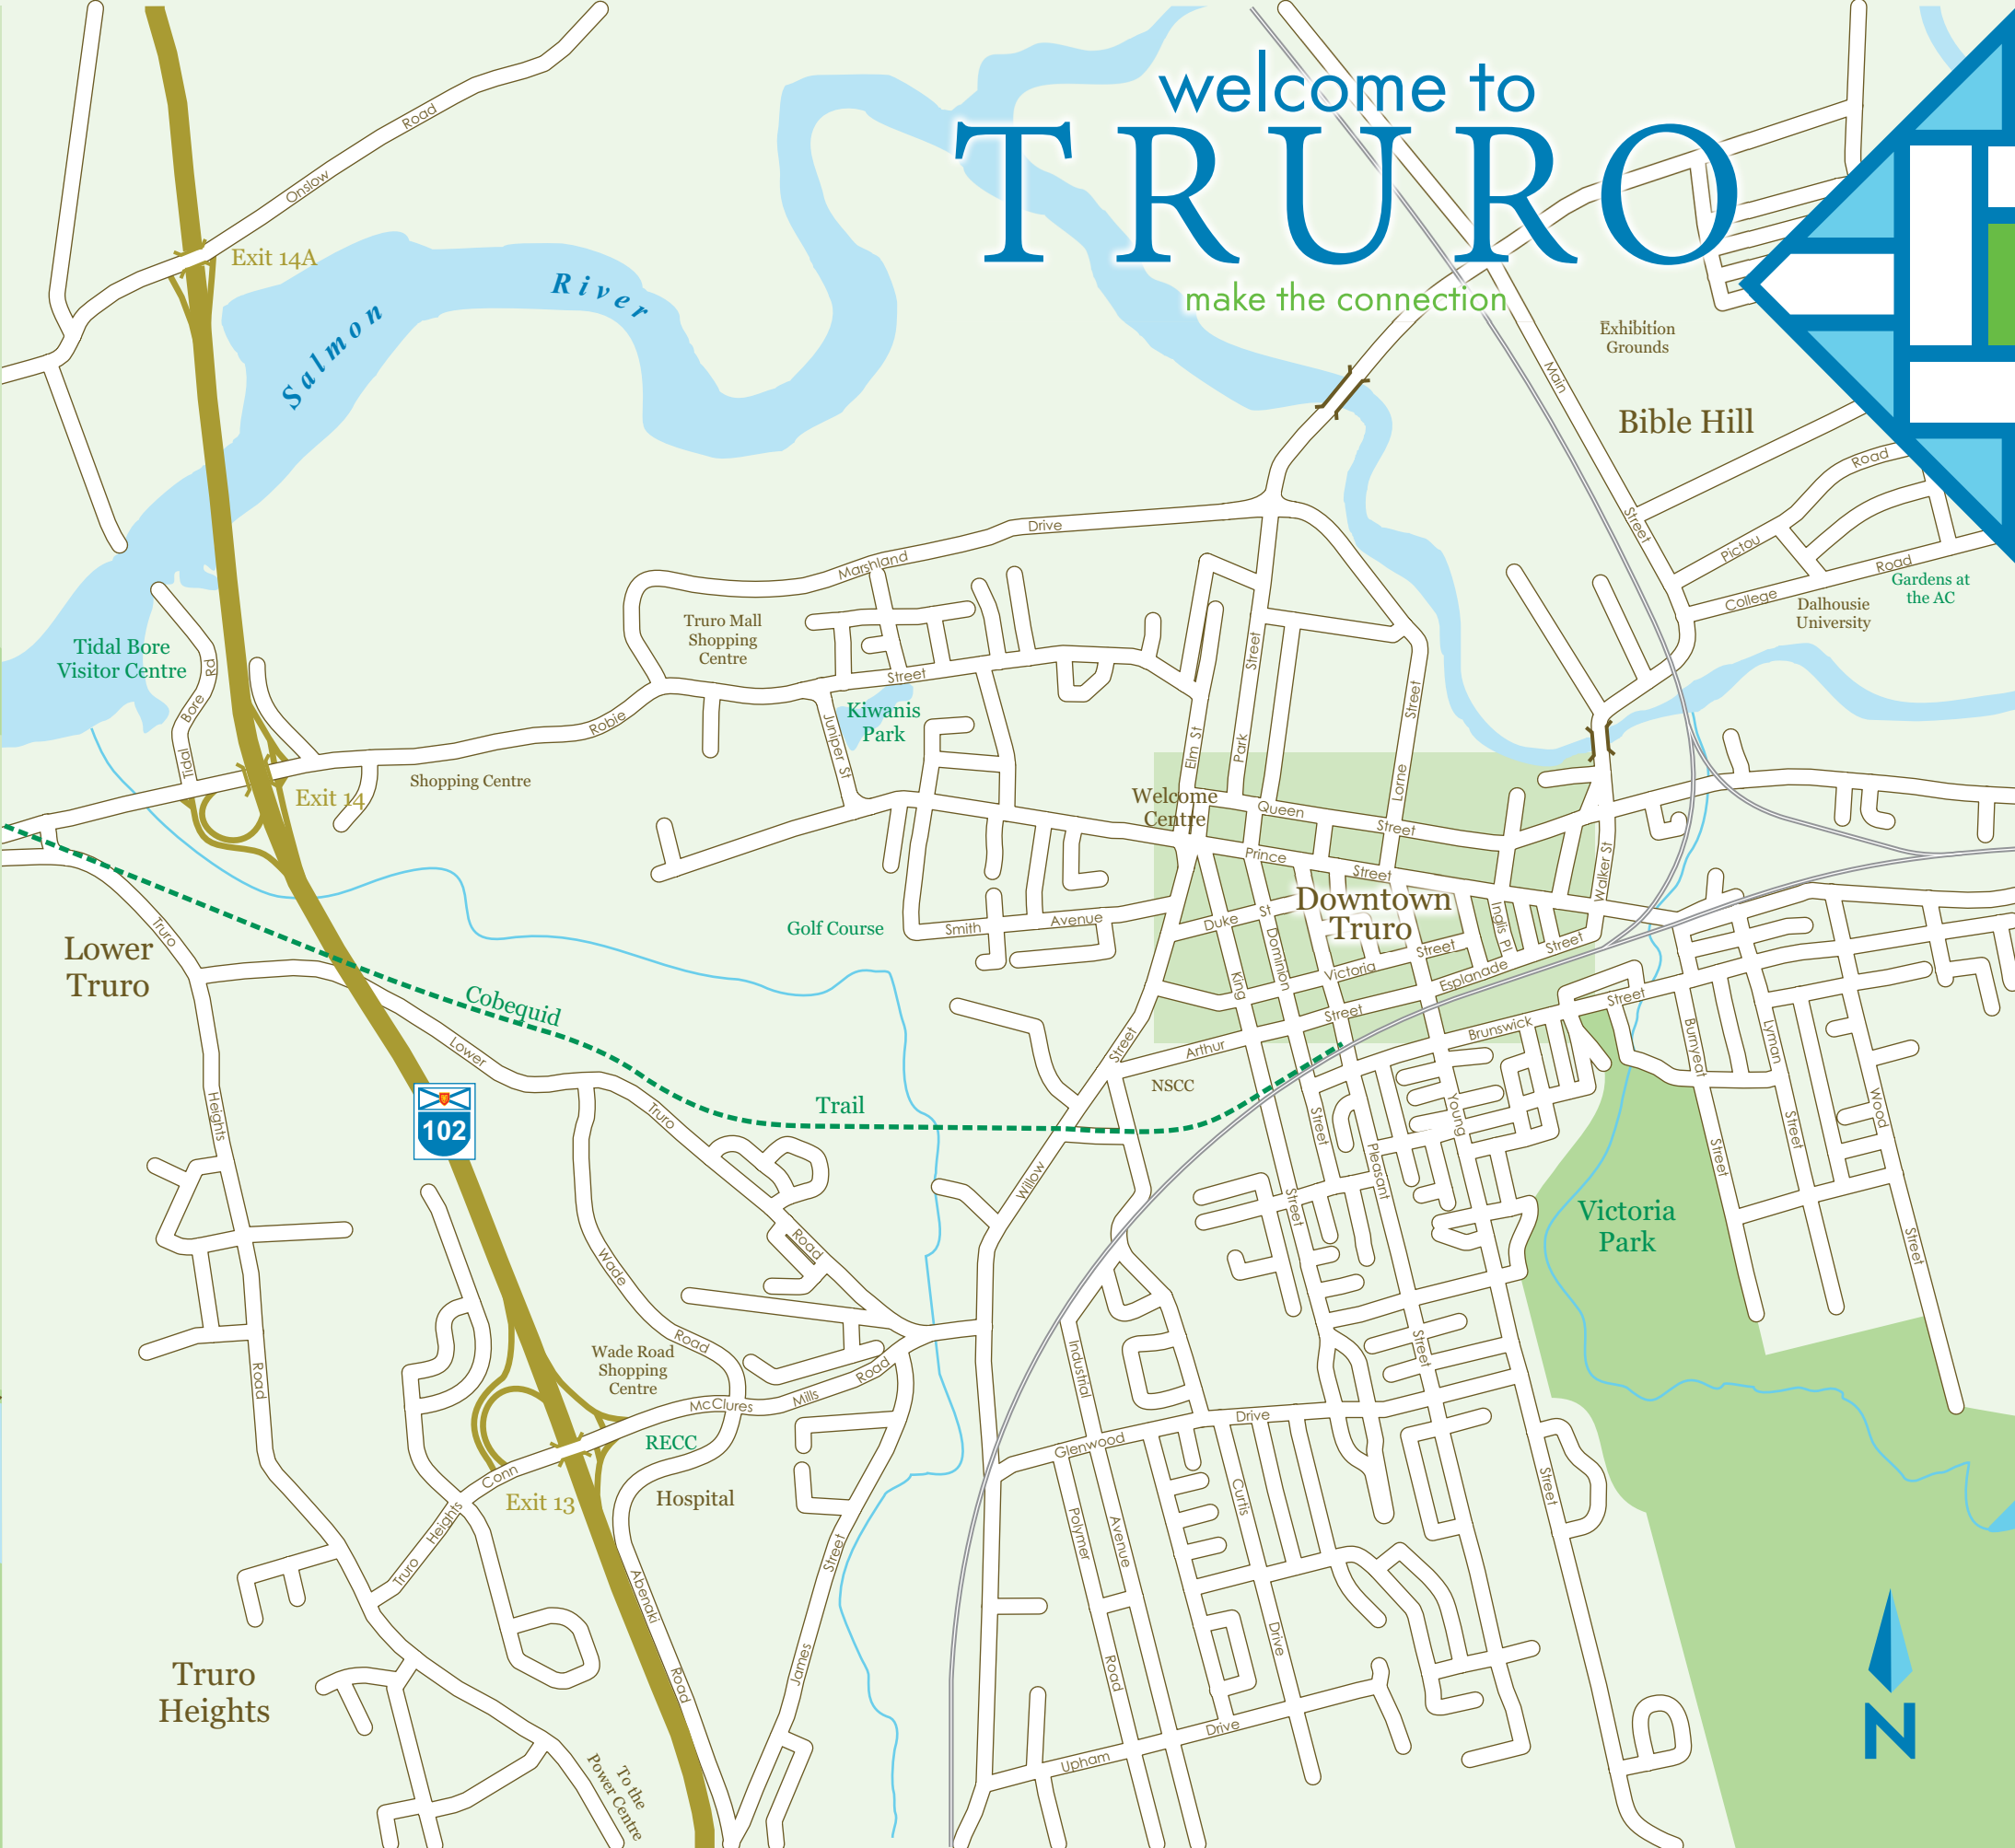 welcome to
TRURO
make the connection
Onslow Road
Exit 14A
Salmon River
Exhibition
Grounds
Main Street
Bible Hill
Pictou Road
College Road
Gardens at
the AC
Dalhousie
University
Marshland Drive
Truro Mall
Shopping
Centre
Tidal Bore
Visitor Centre
Tidal Bore Rd
Robie Street
Kiwanis
Park
Juniper St
Shopping Centre
Exit 14
Elm St
Park Street
Lorne Street
Welcome
Centre
Queen Street
Prince Street
Walker St
Downtown
Truro
Inglis Pl
Duke St
Dominion
King Street
Victoria Street
Esplanade Street
Golf Course
Smith Avenue
Lower
Truro
Truro Heights Road
Cobequid Trail
Lower Truro Road
Willow Street
Arthur Street
NSCC
Brunswick Street
Burnyeat Street
Lyman Street
Wood Street
Young Street
Pleasant Street
Street
102
Victoria
Park
Wade Road
Wade Road
Shopping
Centre
McClures Mills Road
RECC
Hospital
Exit 13
Truro Heights Conn
Industrial Avenue
Glenwood Drive
Polymer Road
Curtis Drive
Abenaki Road
James Street
Upham Drive
Truro
Heights
To the
Power Centre
N